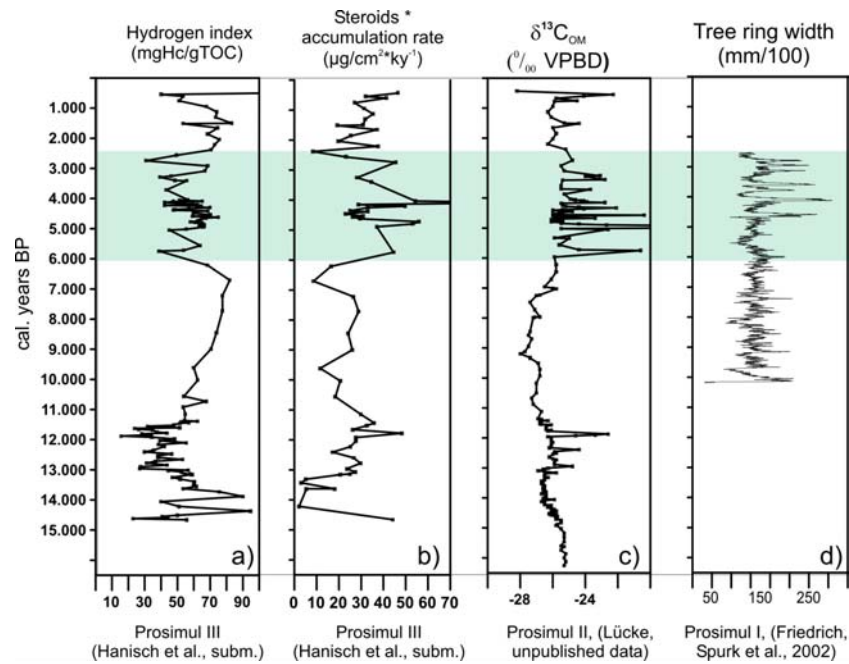 Hydrogen index
(mgHc/gTOC)
Steroids *
accumulation rate
(µg/cm²*ky⁻¹)
δ¹³C_OM
(⁰/₀₀ VPBD)
Tree ring width
(mm/100)
cal. years BP
1.000
2.000
3.000
4.000
5.000
6.000
7.000
8.000
9.000
10.000
11.000
12.000
13.000
14.000
15.000
a)
b)
c)
d)
10 30 50 70 90
0 10 20 30 40 50 60 70
-28 -24
50 150 250
Prosimul III
(Hanisch et al., subm.)
Prosimul III
(Hanisch et al., subm.)
Prosimul II, (Lücke,
unpublished data)
Prosimul I, (Friedrich,
Spurk et al., 2002)